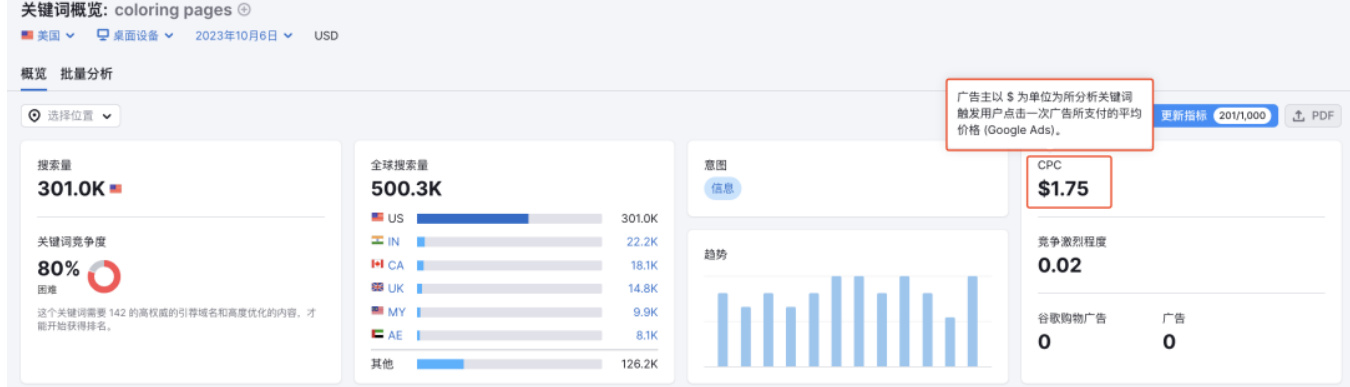 关键词概览: coloring pages
美国 桌面设备 2023年10月6日 USD
概览 批量分析
选择位置
广告主以 $ 为单位为所分析关键词
触发用户点击一次广告所支付的平均
价格 (Google Ads)。
更新指标 201/1,000 PDF
搜索量
301.0K
关键词竞争度
80%
困难
这个关键词需要 142 的高权威的引荐域名和高度优化的内容，才
能开始获得排名。
全球搜索量
500.3K
US 301.0K
IN 22.2K
CA 18.1K
UK 14.8K
MY 9.9K
AE 8.1K
其他 126.2K
意图
信息
趋势
CPC
$1.75
竞争激烈程度
0.02
谷歌购物广告 广告
0 0